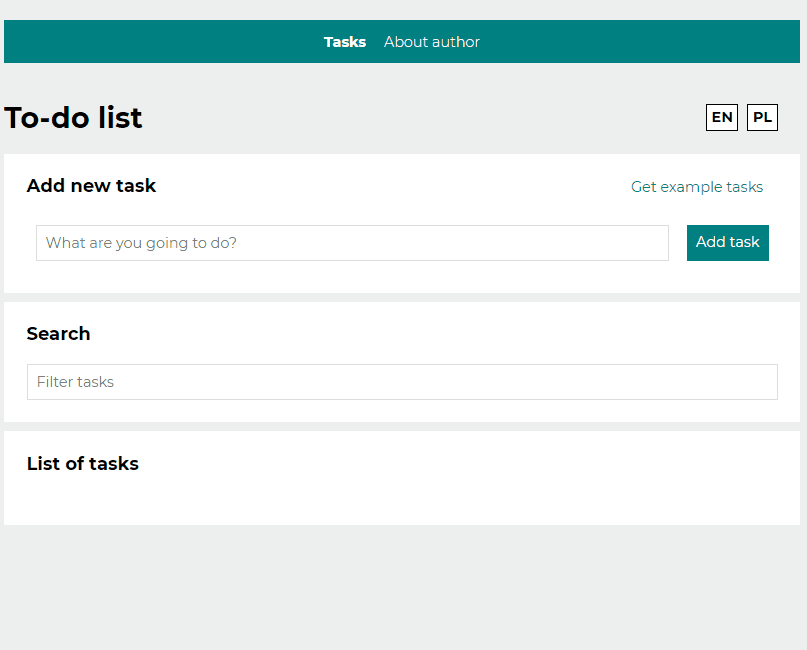 Tasks About author
To-do list
EN PL
Add new task
Get example tasks
What are you going to do?
Add task
Search
Filter tasks
List of tasks